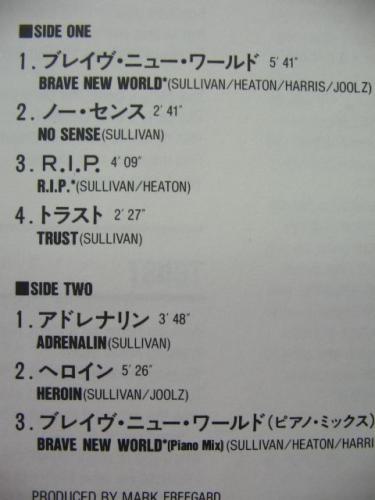 ■SIDE ONE
1. ブレイヴ・ニュー・ワールド 5′41″
BRAVE NEW WORLD*(SULLIVAN/HEATON/HARRIS/JOOLZ)
2. ノー・センス 2′41″
NO SENSE(SULLIVAN)
3. R.I.P. 4′09″
R.I.P.*(SULLIVAN/HEATON)
4. トラスト 2′27″
TRUST(SULLIVAN)
■SIDE TWO
1. アドレナリン 3′48″
ADRENALIN(SULLIVAN)
2. ヘロイン 5′26″
HEROIN(SULLIVAN/JOOLZ)
3. ブレイヴ・ニュー・ワールド(ピアノ・ミックス)
BRAVE NEW WORLD*(Piano Mix)(SULLIVAN/HEATON/HARRI
PRODUCED BY MARK FREEGARD